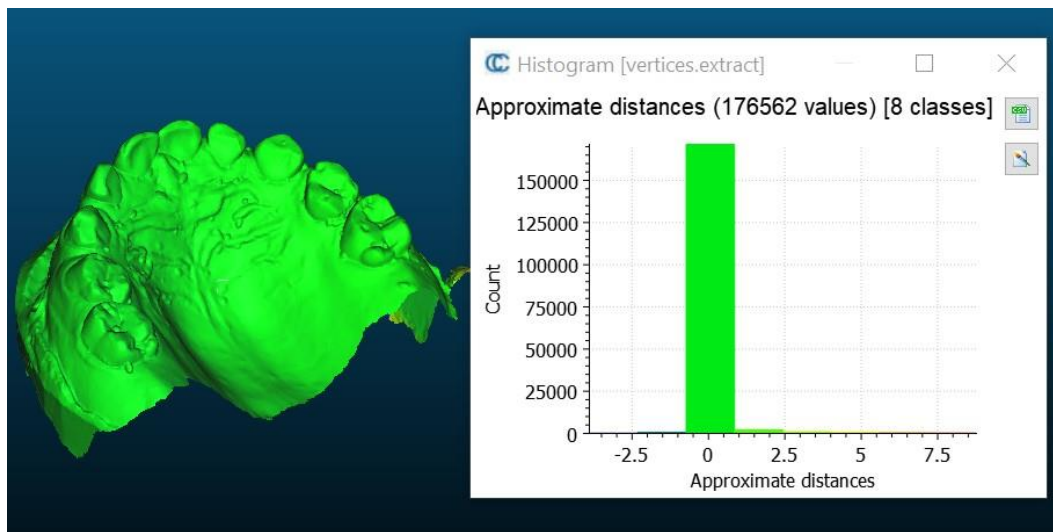 Histogram [vertices.extract]
Approximate distances (176562 values) [8 classes]
150000
125000
100000
75000
50000
25000
0
Count
-2.5 0 2.5 5 7.5
Approximate distances